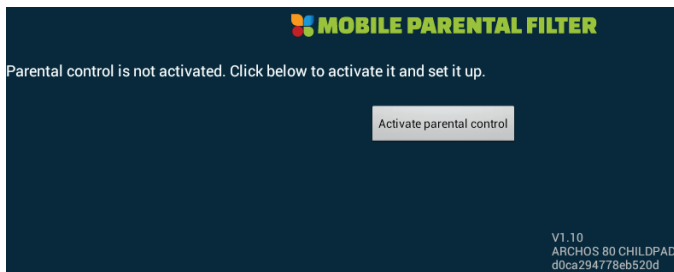 MOBILE PARENTAL FILTER
Parental control is not activated. Click below to activate it and set it up.
Activate parental control
V1.10
ARCHOS 80 CHILDPAD
d0ca294778eb520d